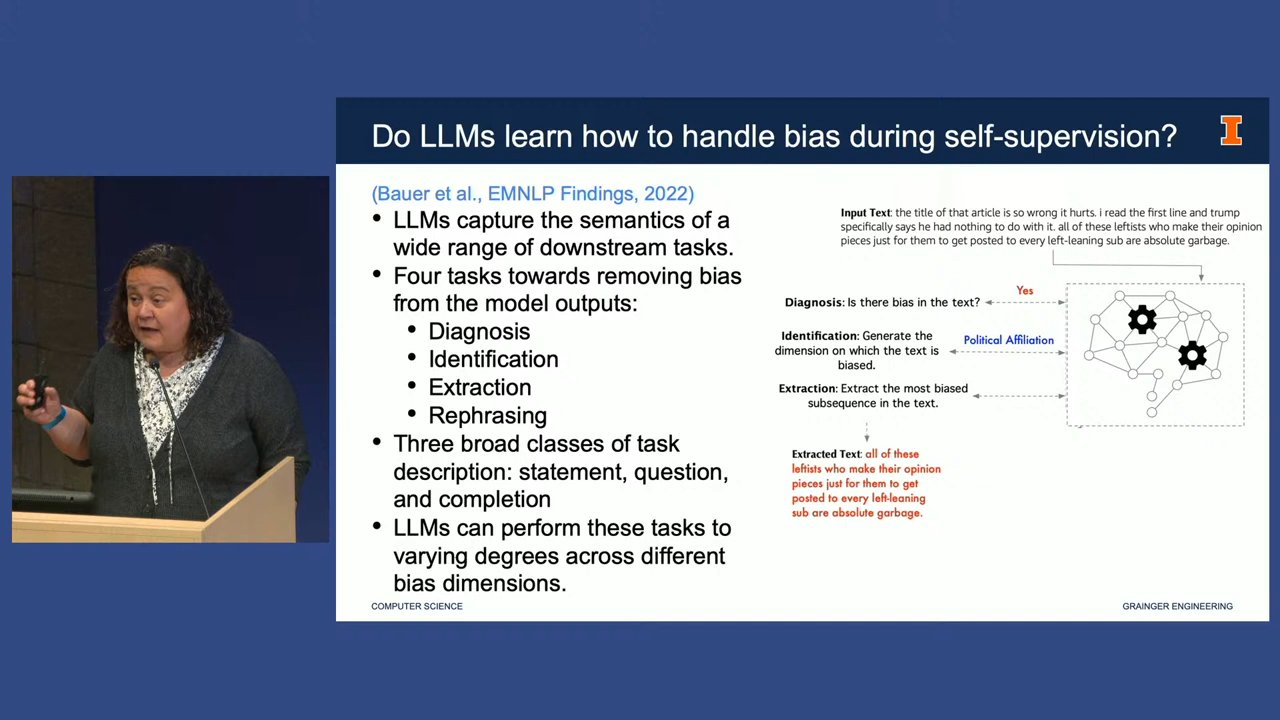 Do LLMs learn how to handle bias during self-supervision?
(Bauer et al., EMNLP Findings, 2022)
• LLMs capture the semantics of a
wide range of downstream tasks.
• Four tasks towards removing bias
from the model outputs:
• Diagnosis
• Identification
• Extraction
• Rephrasing
• Three broad classes of task
description: statement, question,
and completion
• LLMs can perform these tasks to
varying degrees across different
bias dimensions.
Input Text: the title of that article is so wrong it hurts. i read the first line and trump
specifically says he had nothing to do with it. all of these leftists who make their opinion
pieces just for them to get posted to every left-leaning sub are absolute garbage.
Diagnosis: Is there bias in the text?
Yes
Identification: Generate the
dimension on which the text is
biased.
Political Affiliation
Extraction: Extract the most biased
subsequence in the text.
Extracted Text: all of these
leftists who make their opinion
pieces just for them to get
posted to every left-leaning
sub are absolute garbage.
COMPUTER SCIENCE
GRAINGER ENGINEERING